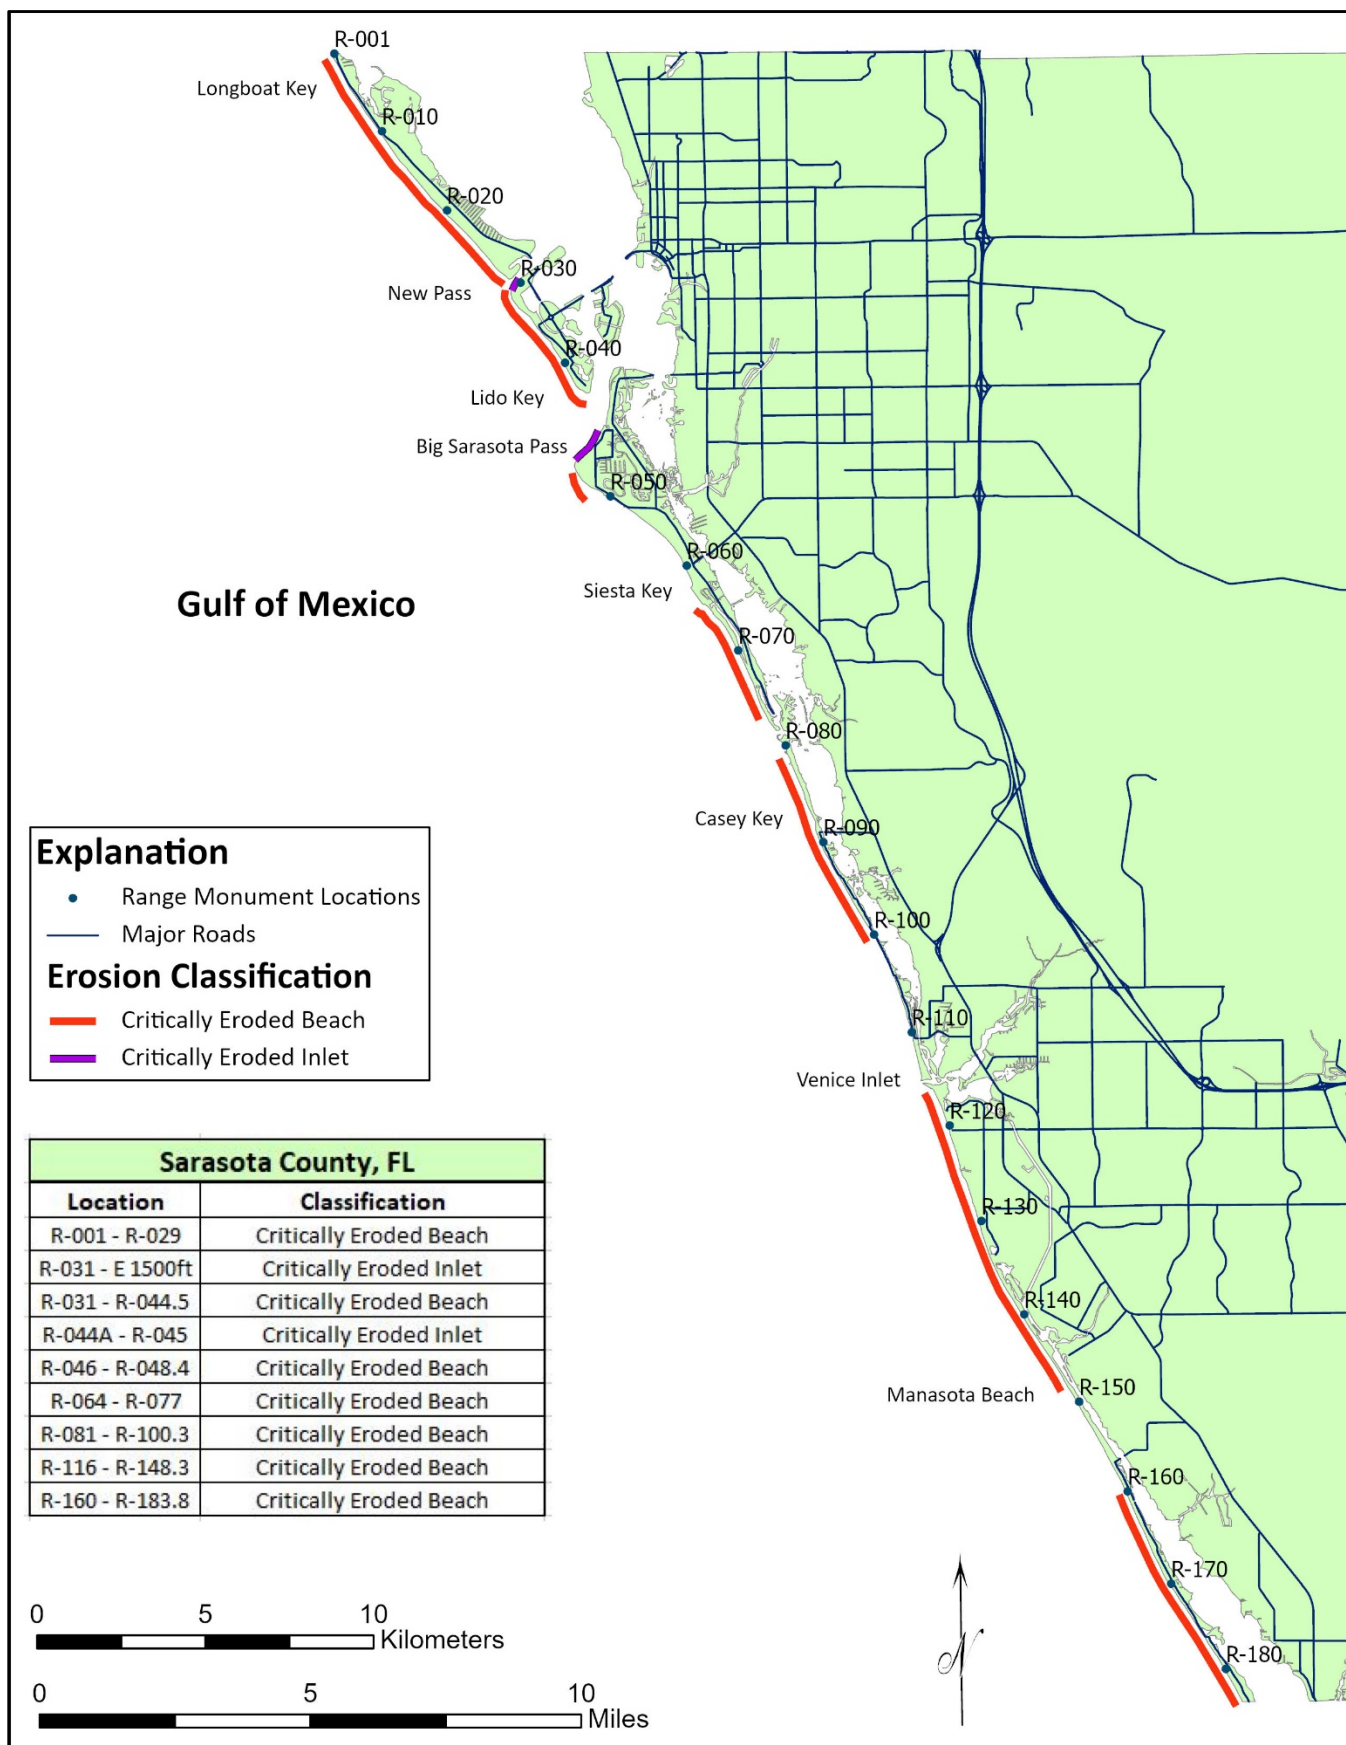 R-001
Longboat Key
R-010
R-020
R-030
New Pass
R-040
Lido Key
Big Sarasota Pass
R-050
R-060
Siesta Key
Gulf of Mexico
R-070
R-080
Casey Key
R-090
R-100
R-110
Venice Inlet
R-120
R-130
R-140
Manasota Beach
R-150
R-160
R-170
R-180
Explanation
Range Monument Locations
Major Roads
Erosion Classification
Critically Eroded Beach
Critically Eroded Inlet
Sarasota County, FL
Location Classification
R-001 - R-029 Critically Eroded Beach
R-031 - E 1500ft Critically Eroded Inlet
R-031 - R-044.5 Critically Eroded Beach
R-044A - R-045 Critically Eroded Inlet
R-046 - R-048.4 Critically Eroded Beach
R-064 - R-077 Critically Eroded Beach
R-081 - R-100.3 Critically Eroded Beach
R-116 - R-148.3 Critically Eroded Beach
R-160 - R-183.8 Critically Eroded Beach
0 5 10
Kilometers
0 5 10
Miles
N